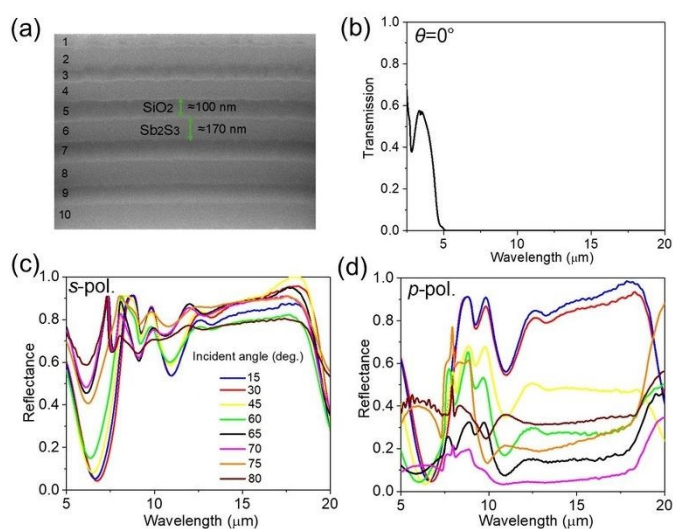 (a)
1
2
3
4
5
6
7
8
9
10
SiO2
≈100 nm
Sb2S3
≈170 nm
(b)
θ=0°
Transmission
1.0
0.8
0.6
0.4
0.2
0.0
5 10 15 20
Wavelength (μm)
(c)
s-pol.
Reflectance
1.0
0.8
0.6
0.4
0.2
0.0
Incident angle (deg.)
15
30
45
60
65
70
75
80
5 10 15 20
Wavelength (μm)
(d)
p-pol.
Reflectance
1.0
0.8
0.6
0.4
0.2
0.0
5 10 15 20
Wavelength (μm)